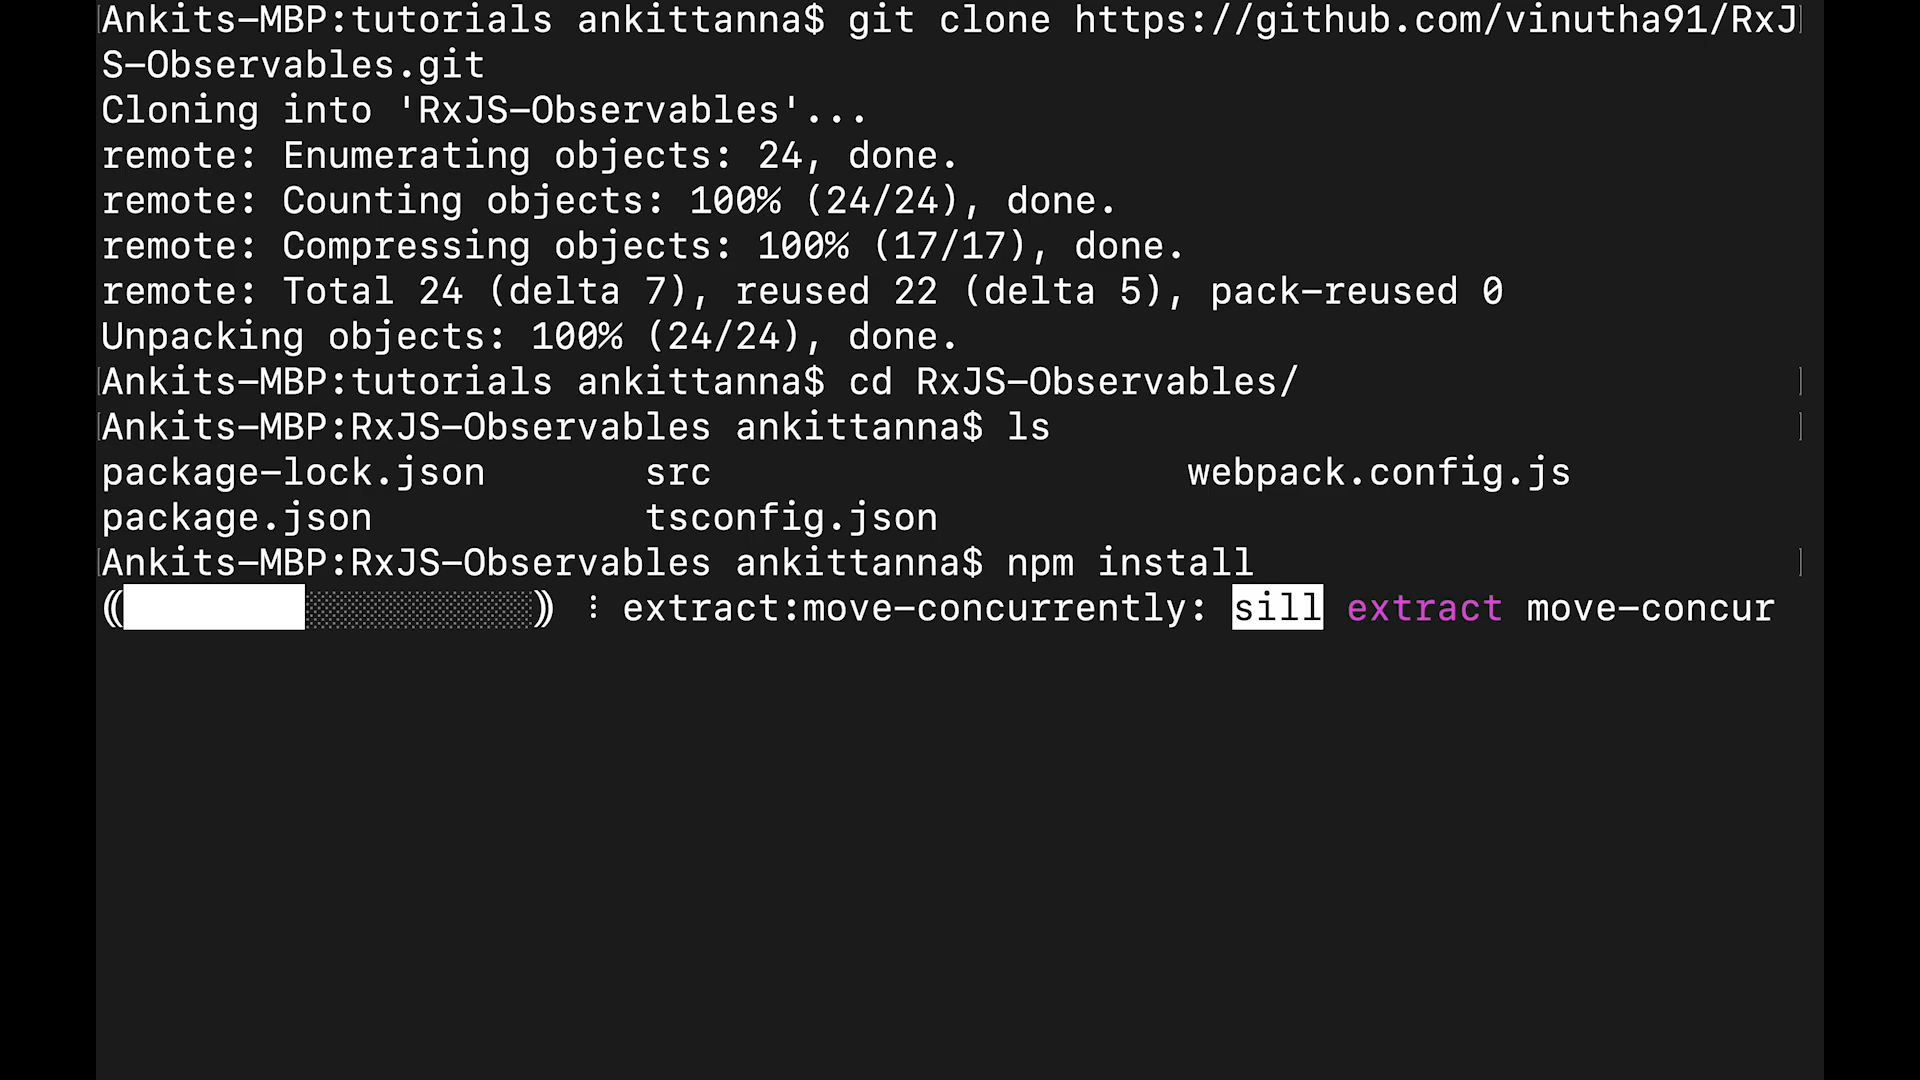 Ankits-MBP:tutorials ankittanna$ git clone https://github.com/vinutha91/RxJ
S-Observables.git
Cloning into 'RxJS-Observables'...
remote: Enumerating objects: 24, done.
remote: Counting objects: 100% (24/24), done.
remote: Compressing objects: 100% (17/17), done.
remote: Total 24 (delta 7), reused 22 (delta 5), pack-reused 0
Unpacking objects: 100% (24/24), done.
Ankits-MBP:tutorials ankittanna$ cd RxJS-Observables/
Ankits-MBP:RxJS-Observables ankittanna$ ls
package-lock.json src webpack.config.js
package.json tsconfig.json
Ankits-MBP:RxJS-Observables ankittanna$ npm install
(( )) ⸽ extract:move-concurrently: sill extract move-concur